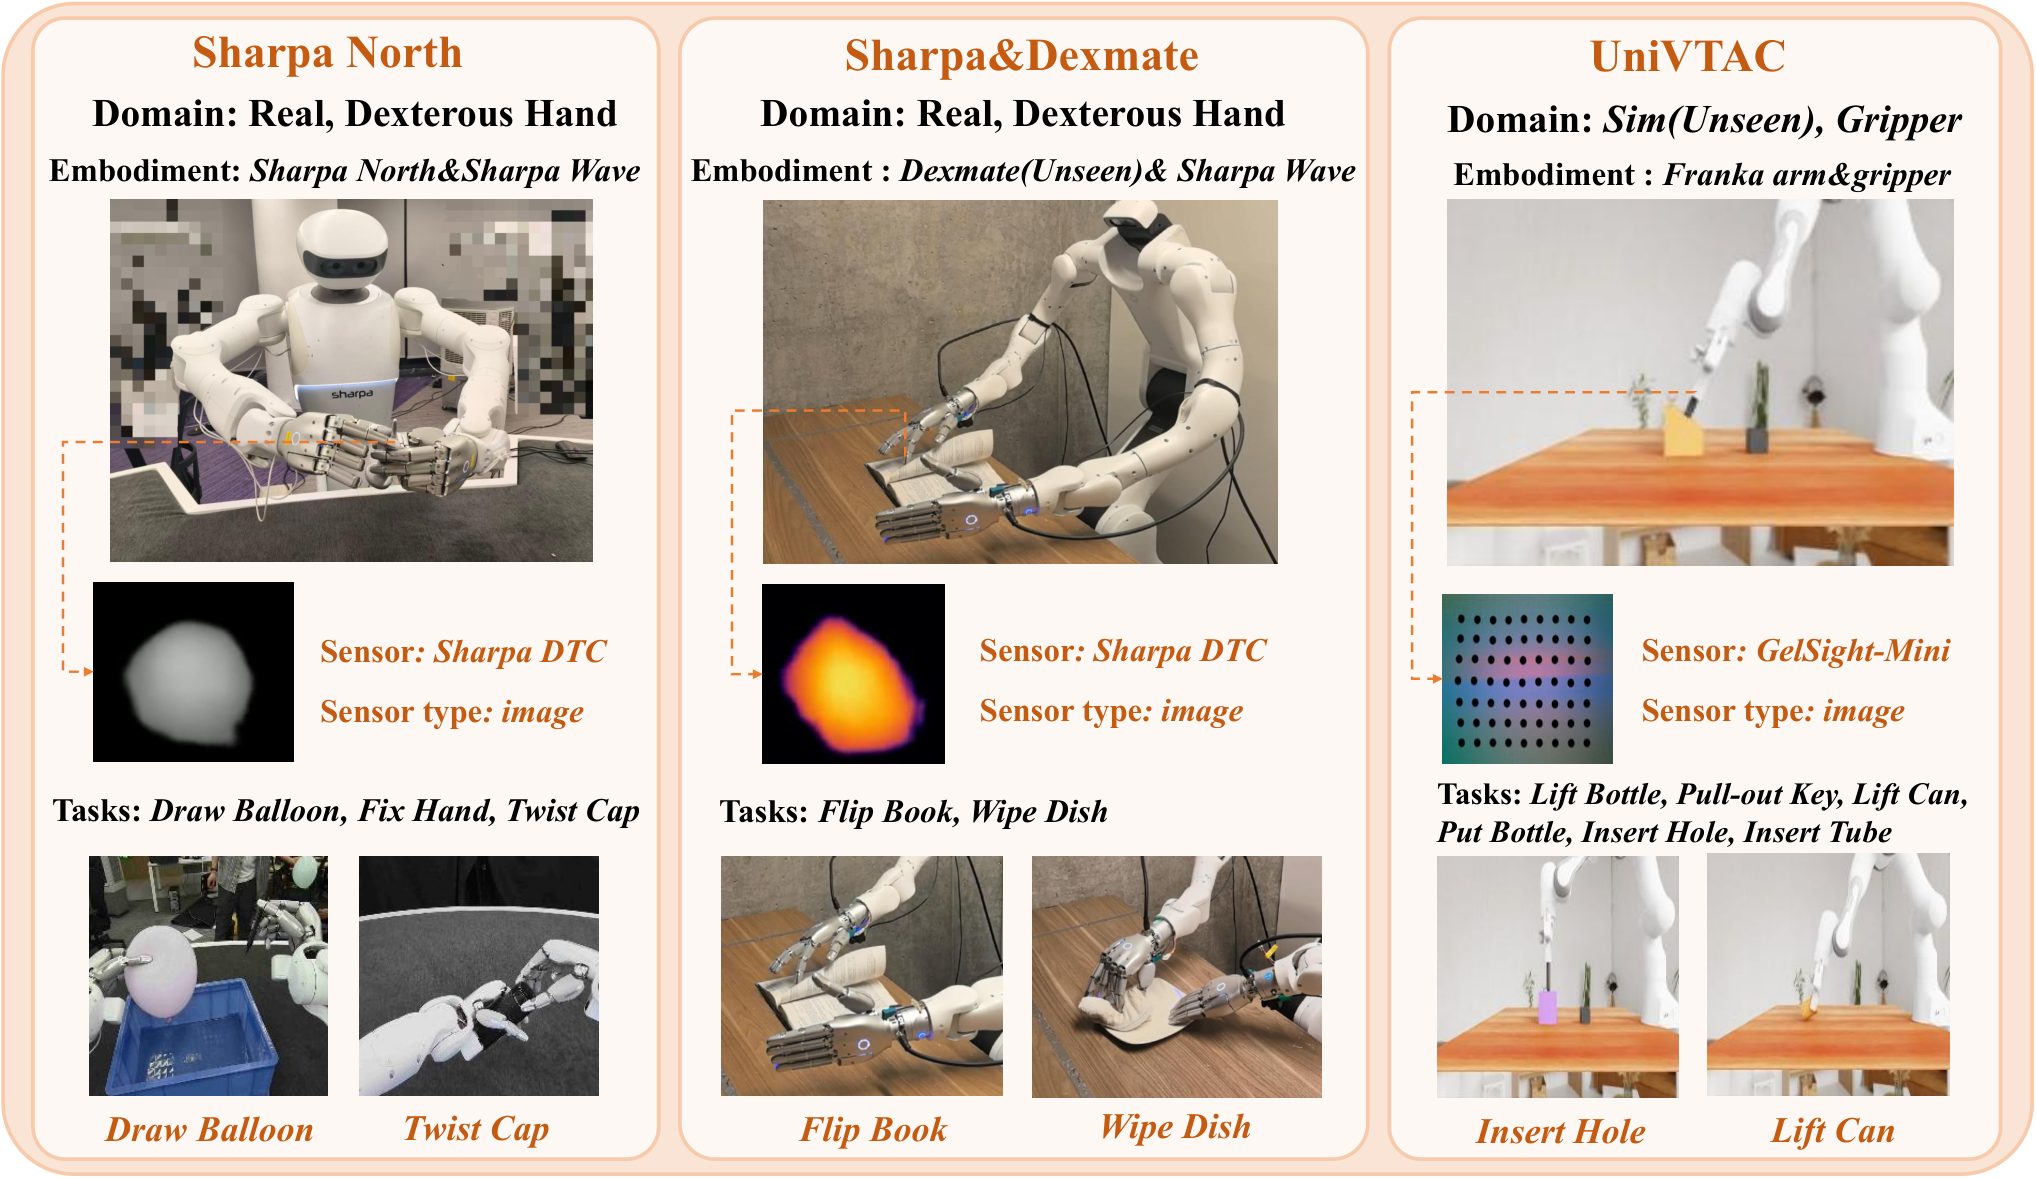 Sharpa North
Domain: Real, Dexterous Hand
Embodiment: Sharpa North&Sharpa Wave
sharpa
Sensor: Sharpa DTC
Sensor type: image
Tasks: Draw Balloon, Fix Hand, Twist Cap
Draw Balloon
Twist Cap
Sharpa&Dexmate
Domain: Real, Dexterous Hand
Embodiment : Dexmate(Unseen)& Sharpa Wave
Sensor: Sharpa DTC
Sensor type: image
Tasks: Flip Book, Wipe Dish
Flip Book
Wipe Dish
UniVTAC
Domain: Sim(Unseen), Gripper
Embodiment : Franka arm&gripper
Sensor: GelSight-Mini
Sensor type: image
Tasks: Lift Bottle, Pull-out Key, Lift Can,
Put Bottle, Insert Hole, Insert Tube
Insert Hole
Lift Can